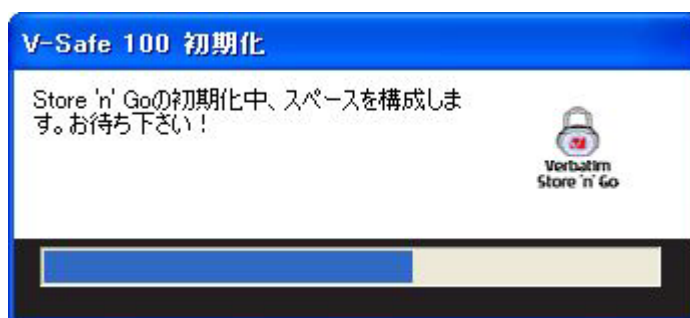 V-Safe 100 初期化
Store 'n' Goの初期化中、スペースを構成しま
す。お待ち下さい！
Verbatim
Store 'n' Go